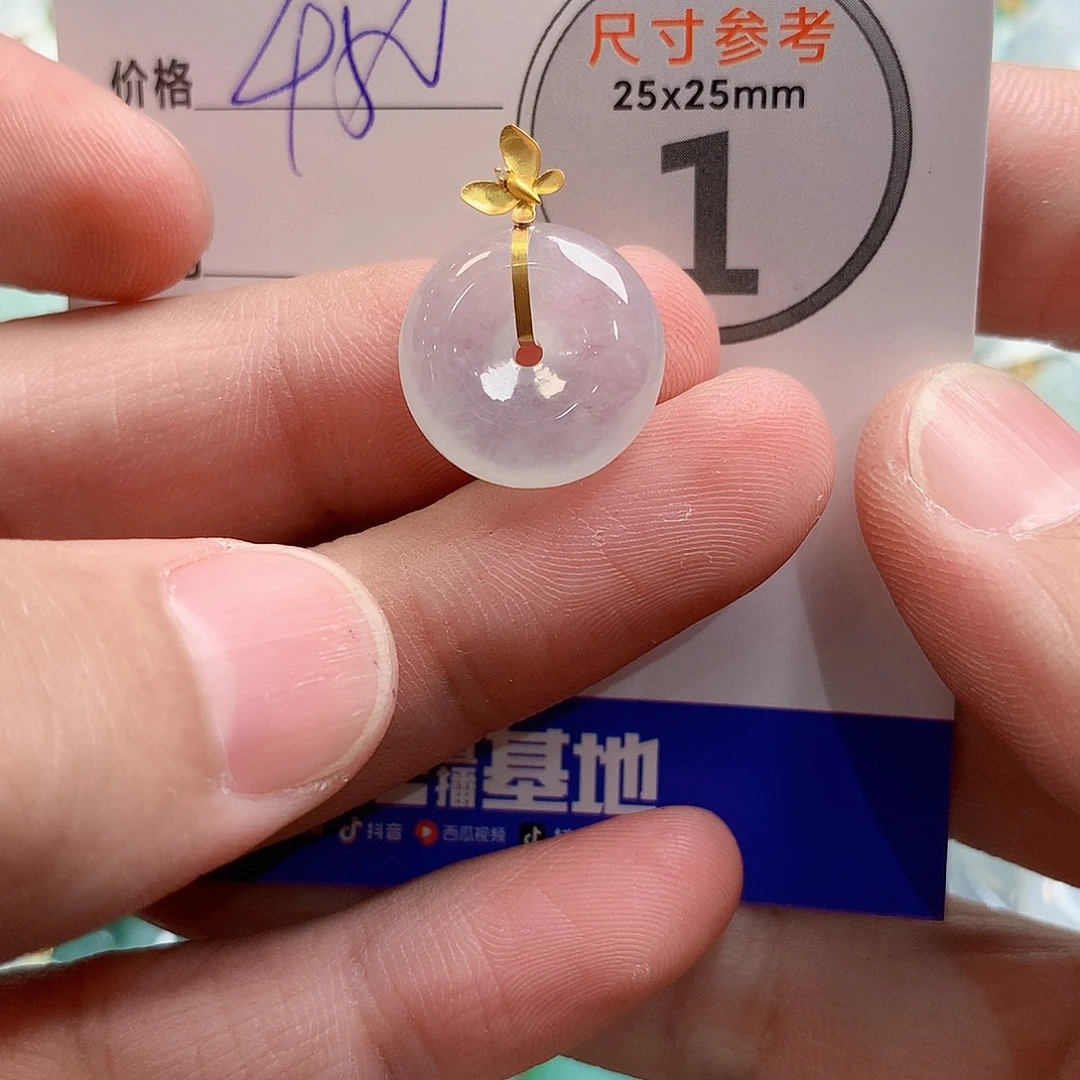 价格
尺寸参考
25x25mm
1
播基地
抖音 西瓜视频